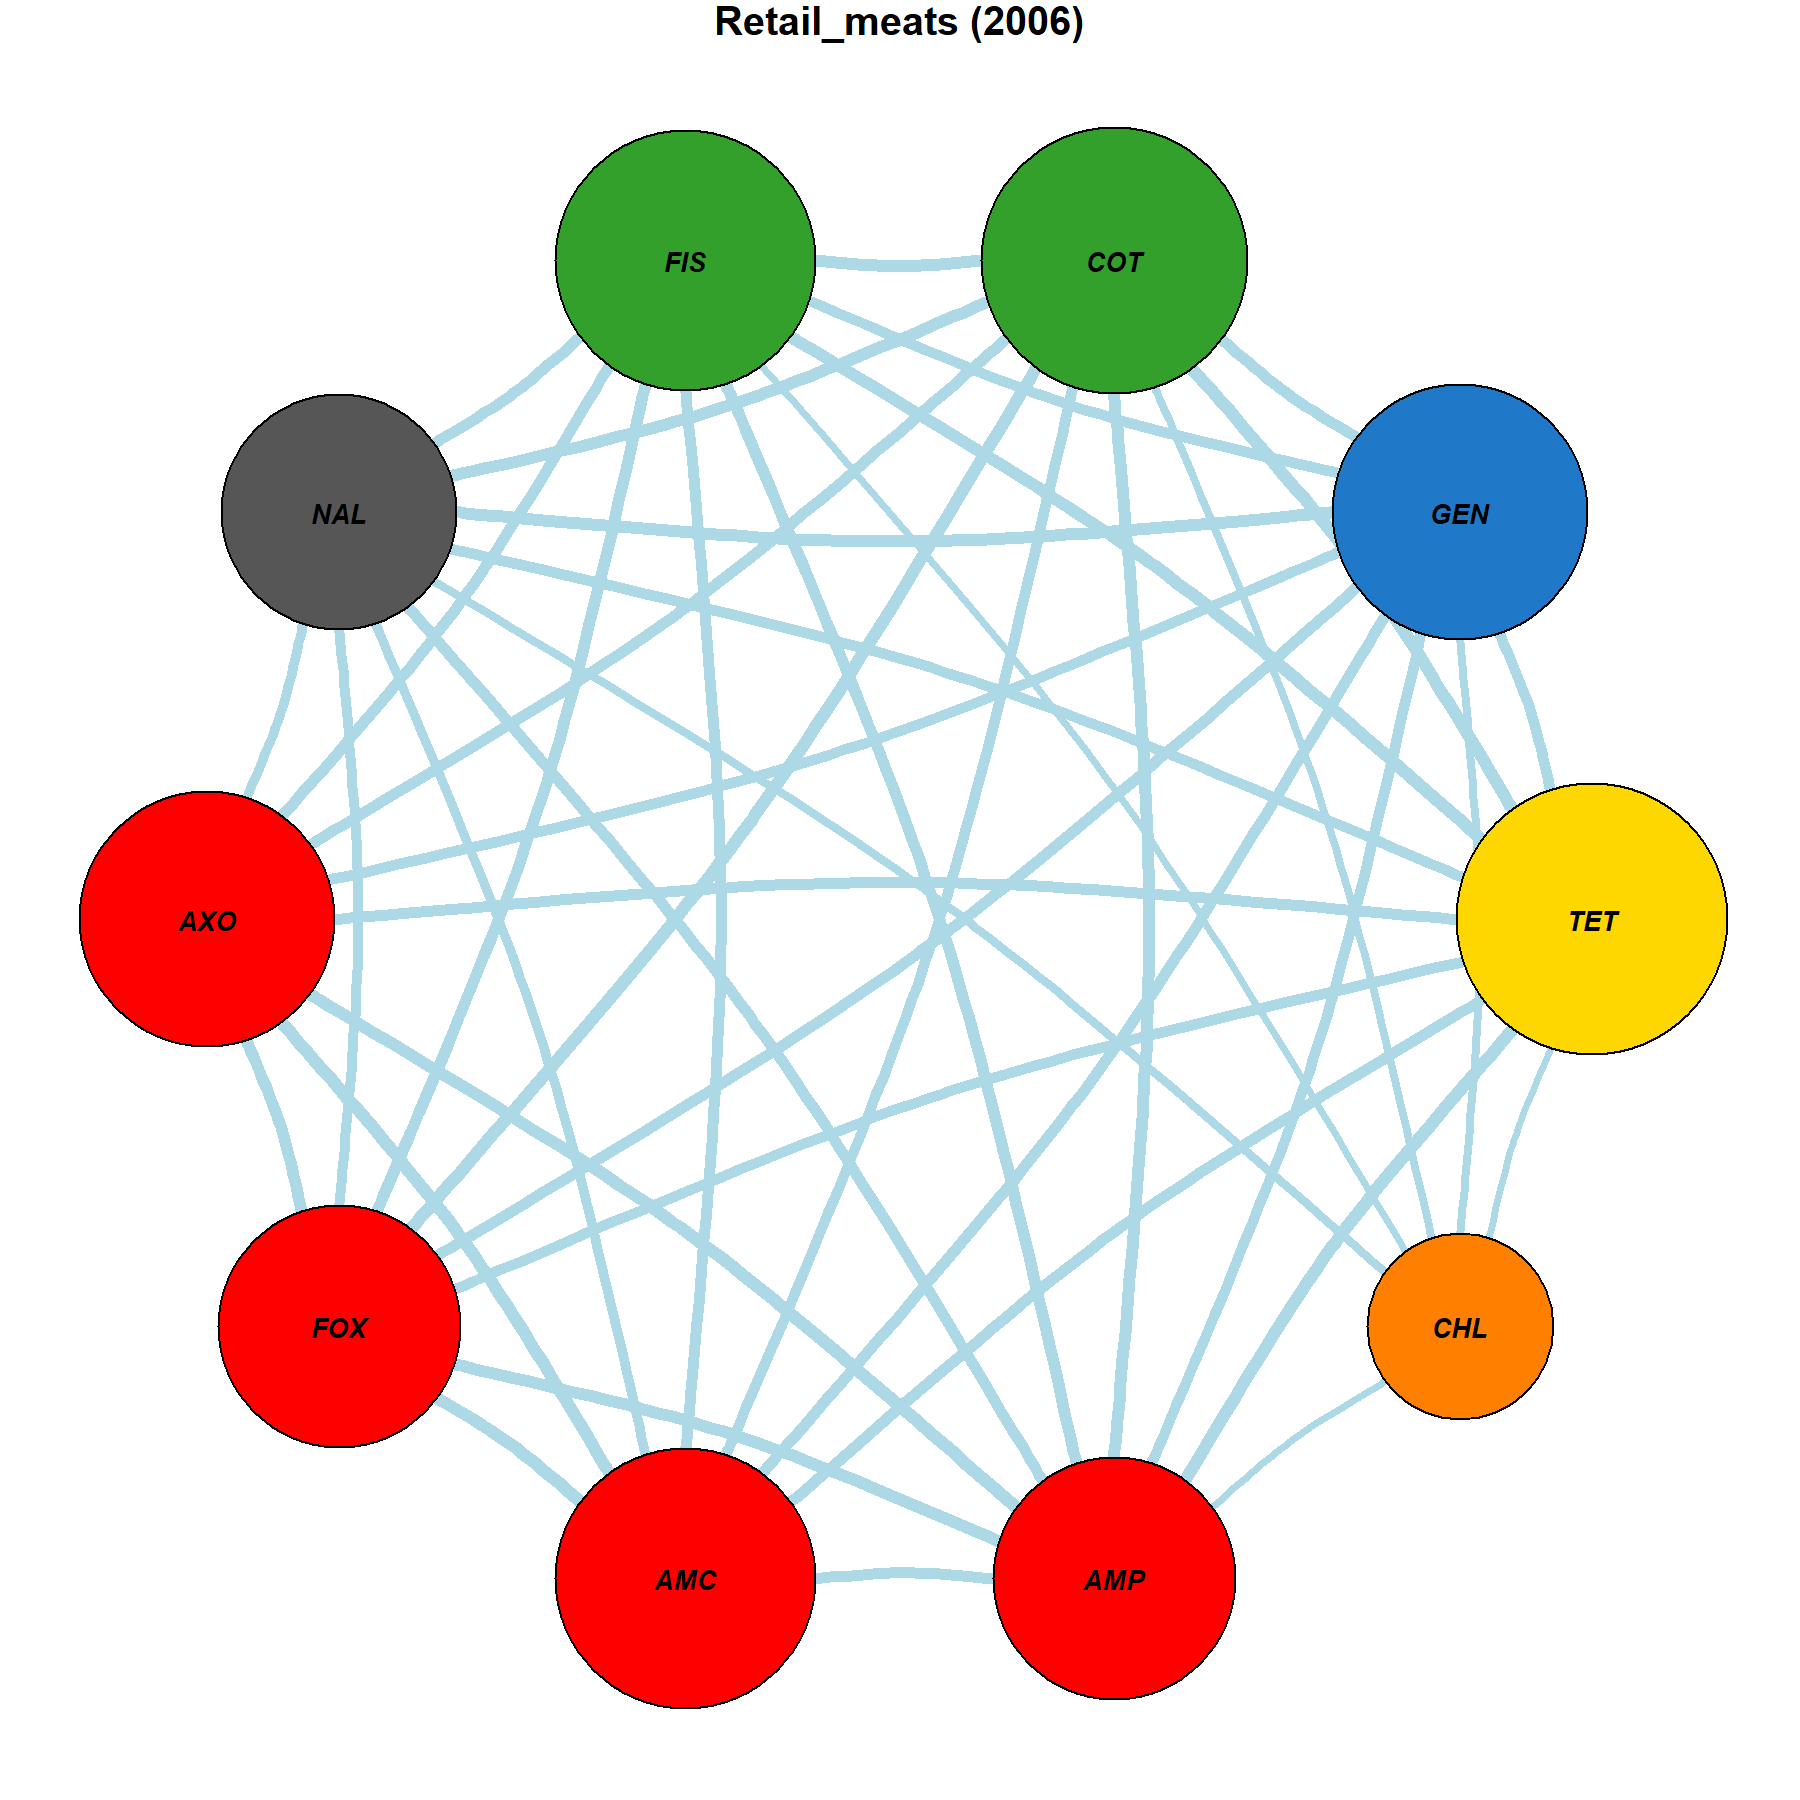 Retail_meats (2006)
FIS
COT
NAL
GEN
AXO
TET
FOX
CHL
AMC
AMP